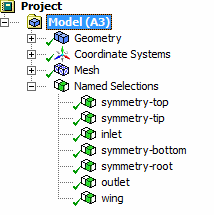 Project
Model (A3)
Geometry
Coordinate Systems
Mesh
Named Selections
symmetry-top
symmetry-tip
inlet
symmetry-bottom
symmetry-root
outlet
wing